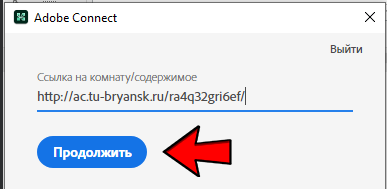 Adobe Connect
Выйти
Ссылка на комнату/содержимое
http://ac.tu-bryansk.ru/ra4q32gri6ef/
Продолжить